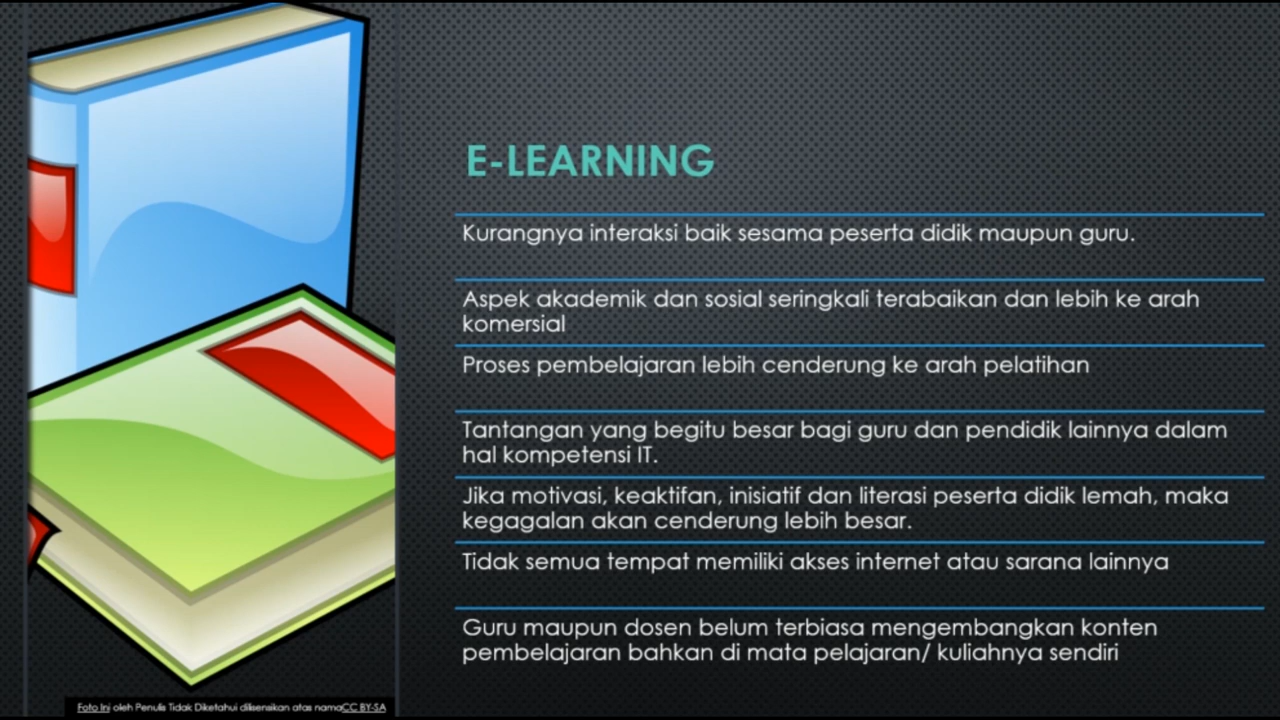 E-LEARNING
Kurangnya interaksi baik sesama peserta didik maupun guru.
Aspek akademik dan sosial seringkali terabaikan dan lebih ke arah
komersial
Proses pembelajaran lebih cenderung ke arah pelatihan
Tantangan yang begitu besar bagi guru dan pendidik lainnya dalam
hal kompetensi IT.
Jika motivasi, keaktifan, inisiatif dan literasi peserta didik lemah, maka
kegagalan akan cenderung lebih besar.
Tidak semua tempat memiliki akses internet atau sarana lainnya
Guru maupun dosen belum terbiasa mengembangkan konten
pembelajaran bahkan di mata pelajaran/ kuliahnya sendiri
Foto Ini oleh Penulis Tidak Diketahui dilisensikan atas namaCC BY-SA